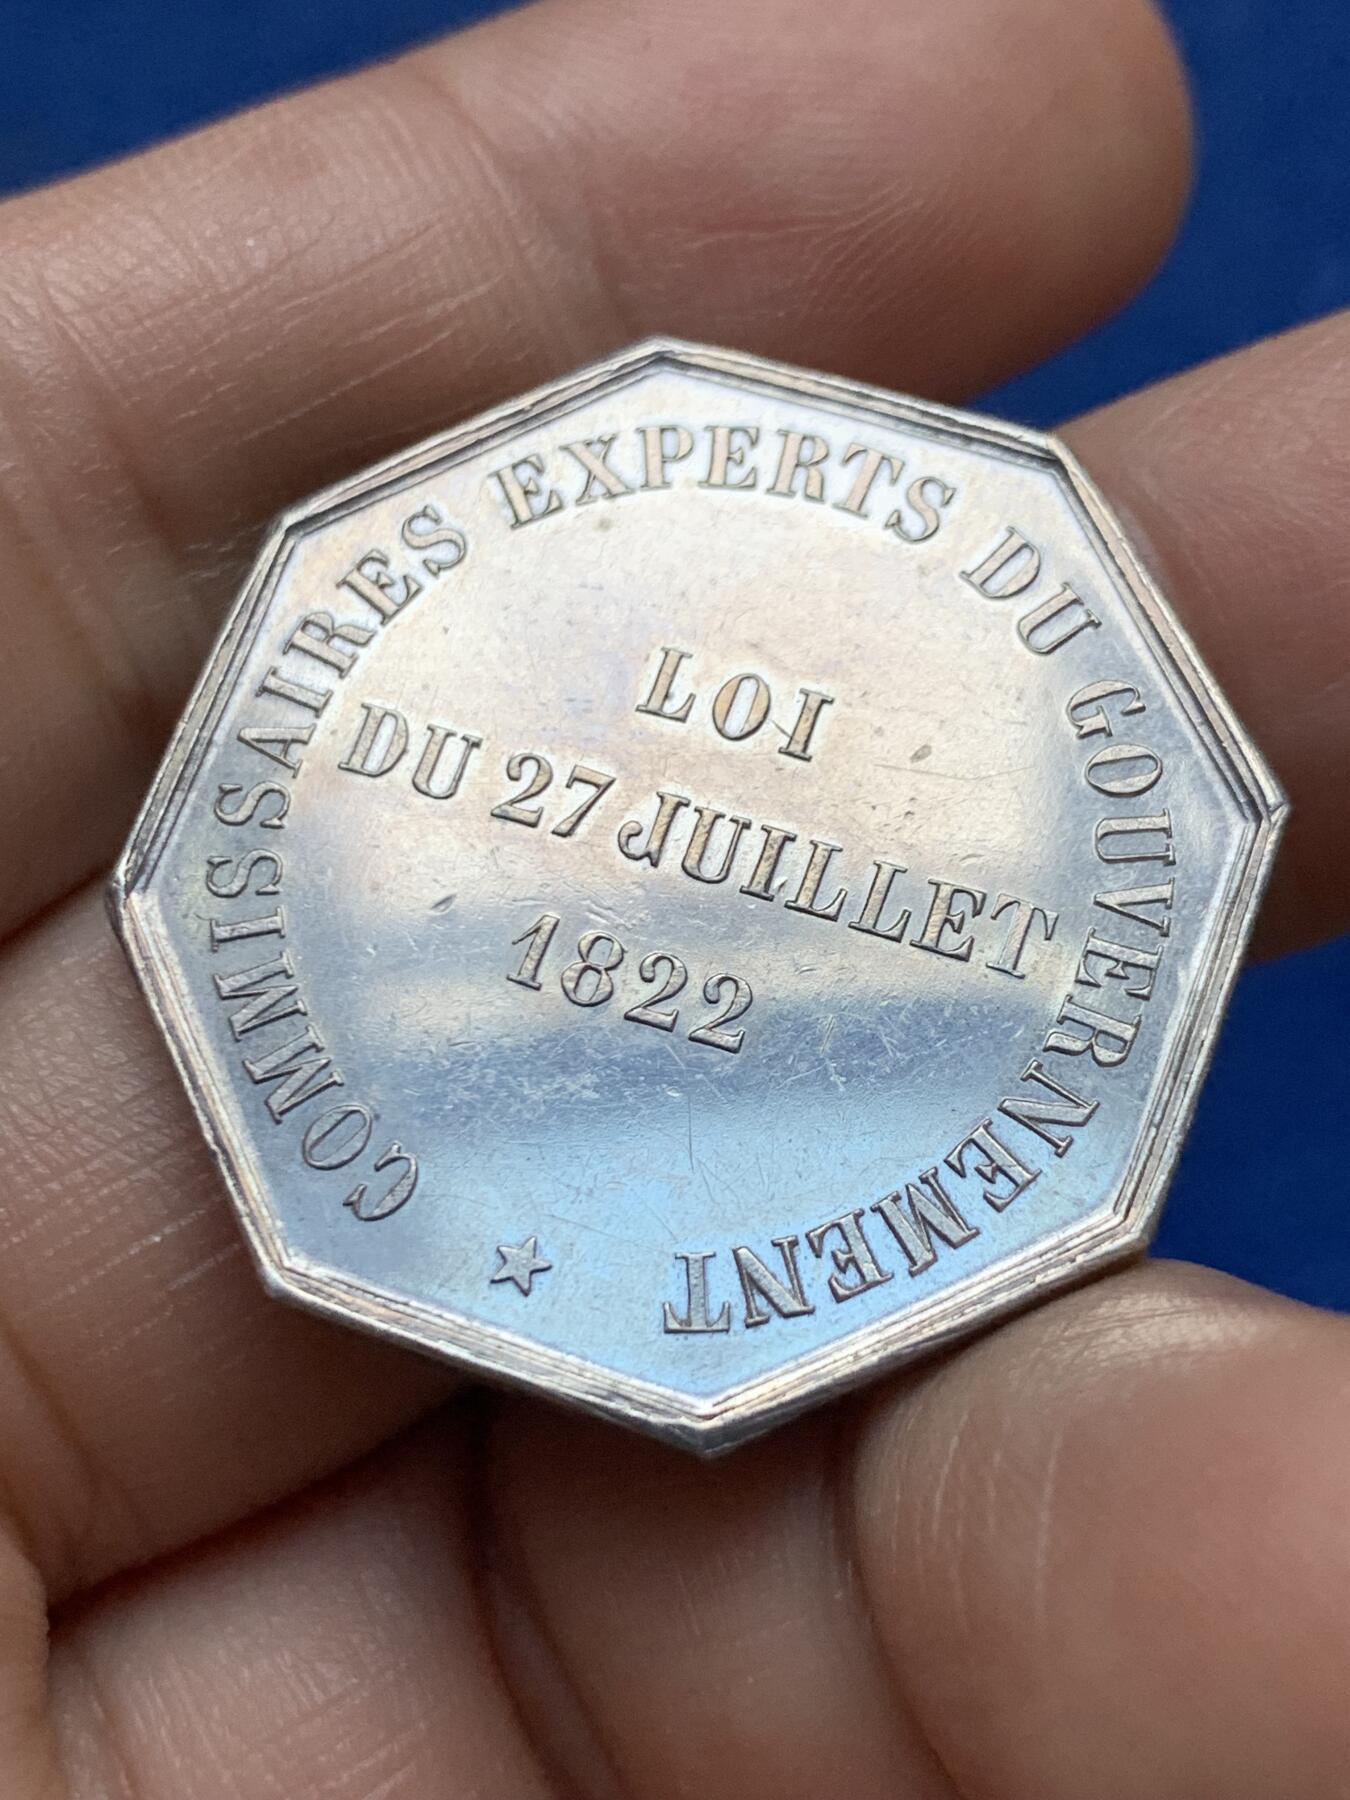 COMMISSAIRES EXPERTS DU GOUVERNEMENT
LOI
DU 27 JUILLET
1822